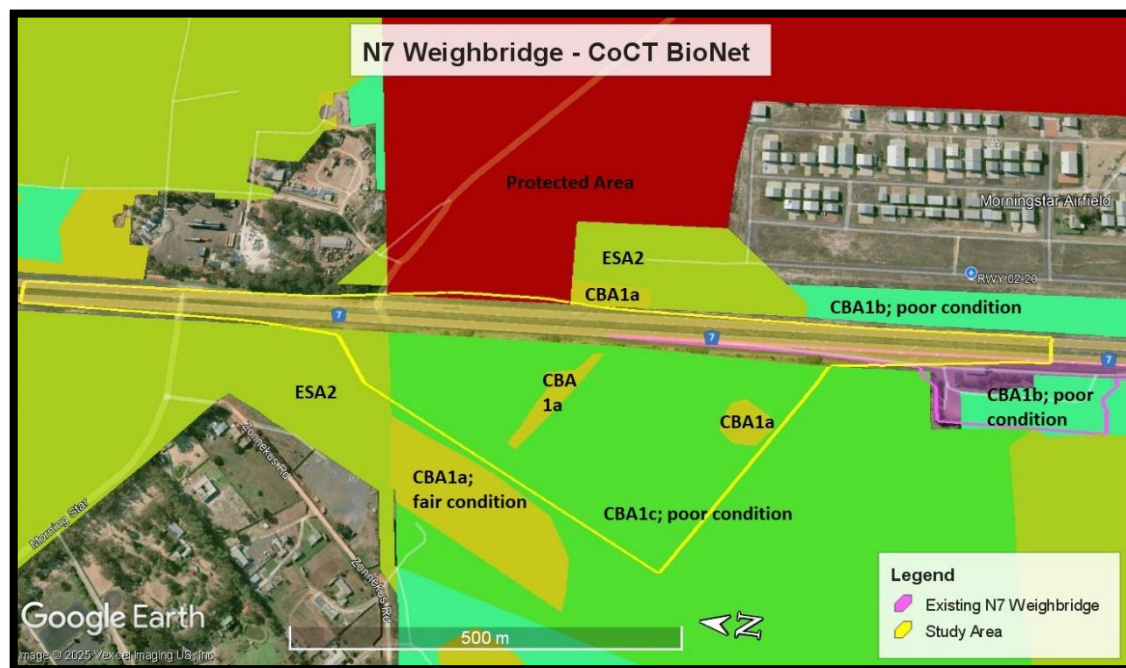 N7 Weighbridge - CoCT BioNet
Protected Area
Morningstar Airfield
ESA2
RWY 02-20
CBA1a
CBA1b; poor condition
7
7
7
ESA2
CBA
1a
CBA1a
CBA1b; poor
condition
Zonnekus Rd
CBA1a;
fair condition
CBA1c; poor condition
Morning Star
Zonnekus Rd
Legend
Existing N7 Weighbridge
Study Area
Google Earth
Image © 2025 Vexcel Imaging US, Inc.
500 m
N